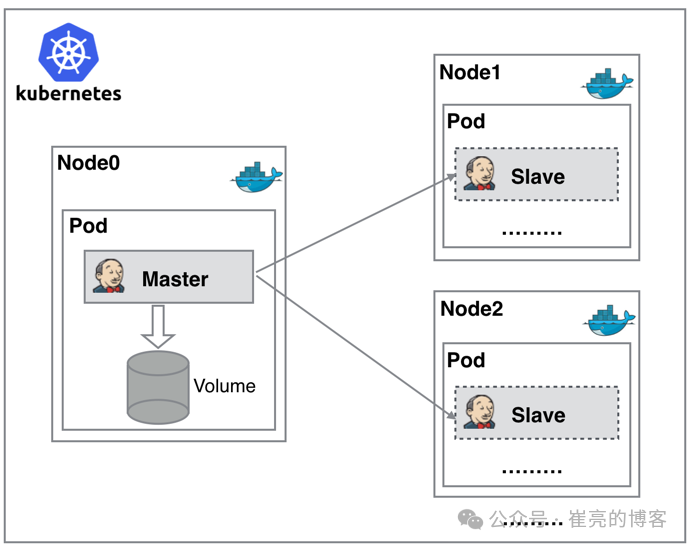 kubernetes
Node0
Pod
Master
Volume
Node1
Pod
Slave
.........
Node2
Pod
Slave
.........
.........
公众号 · 崔亮的博客